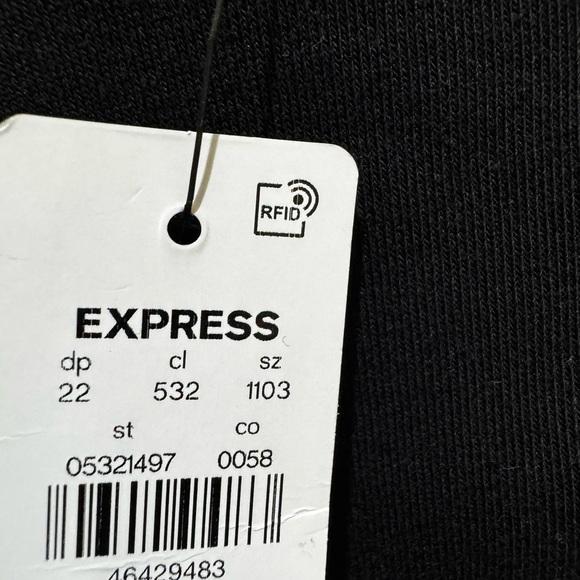 RFID
EXPRESS
dp cl sz
22 532 1103
st co
05321497 0058
46429483